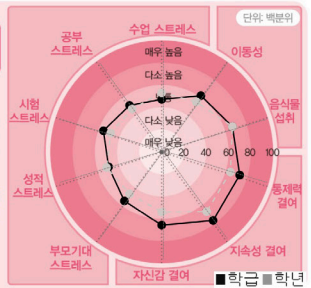 단위: 백분위
수업 스트레스
공부
스트레스
이동성
매우 높음
다소 높음
보통
시험
스트레스
음식물
섭취
다소 낮음
매우 낮음
0 20 40 60 80 100
성적
스트레스
통제력
결여
부모기대
스트레스
지속성 결여
자신감 결여
■학급 ■학년